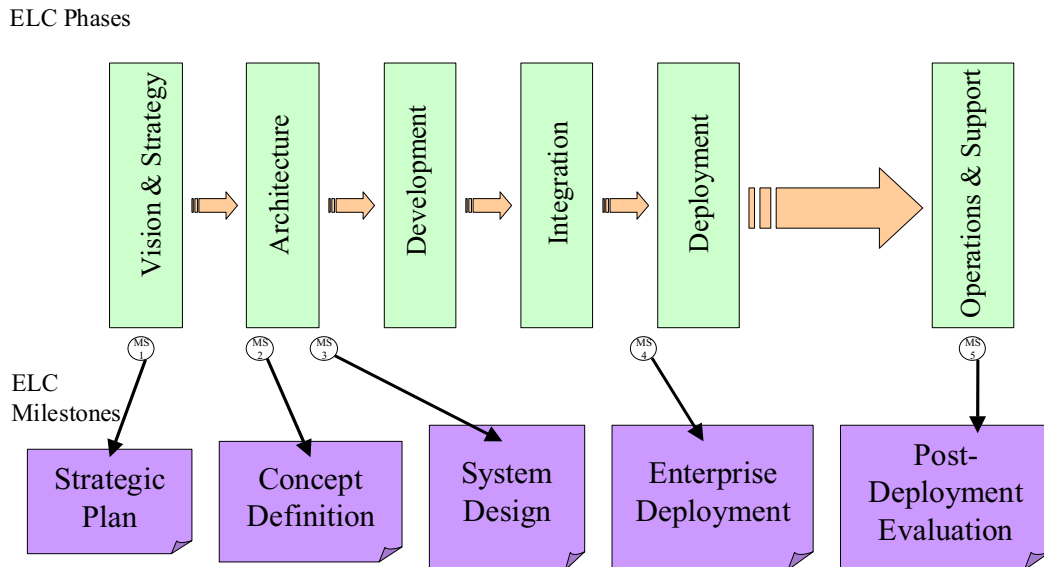 ELC Phases
Vision & Strategy
Architecture
Development
Integration
Deployment
Operations & Support
MS
1
MS
2
MS
3
MS
4
MS
5
ELC
Milestones
Strategic
Plan
Concept
Definition
System
Design
Enterprise
Deployment
Post-
Deployment
Evaluation